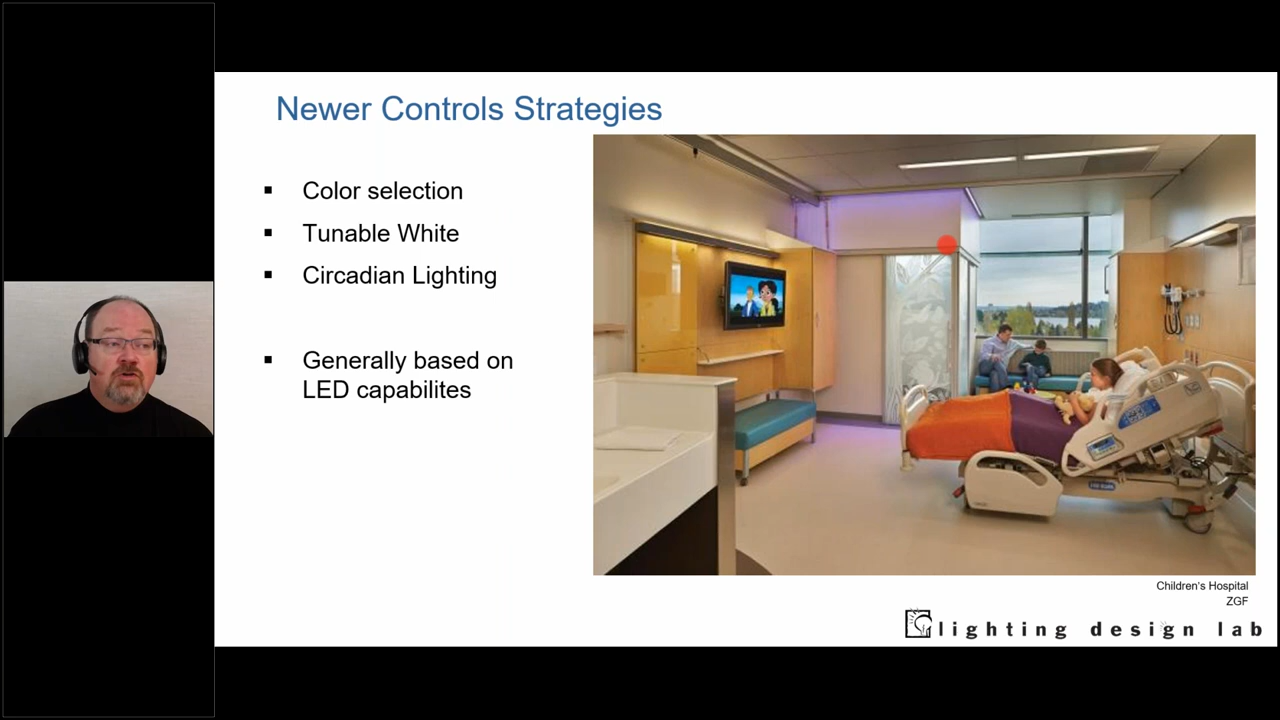 Newer Controls Strategies
▪ Color selection
▪ Tunable White
▪ Circadian Lighting
▪ Generally based on
LED capabilites
Children's Hospital
ZGF
lighting design lab